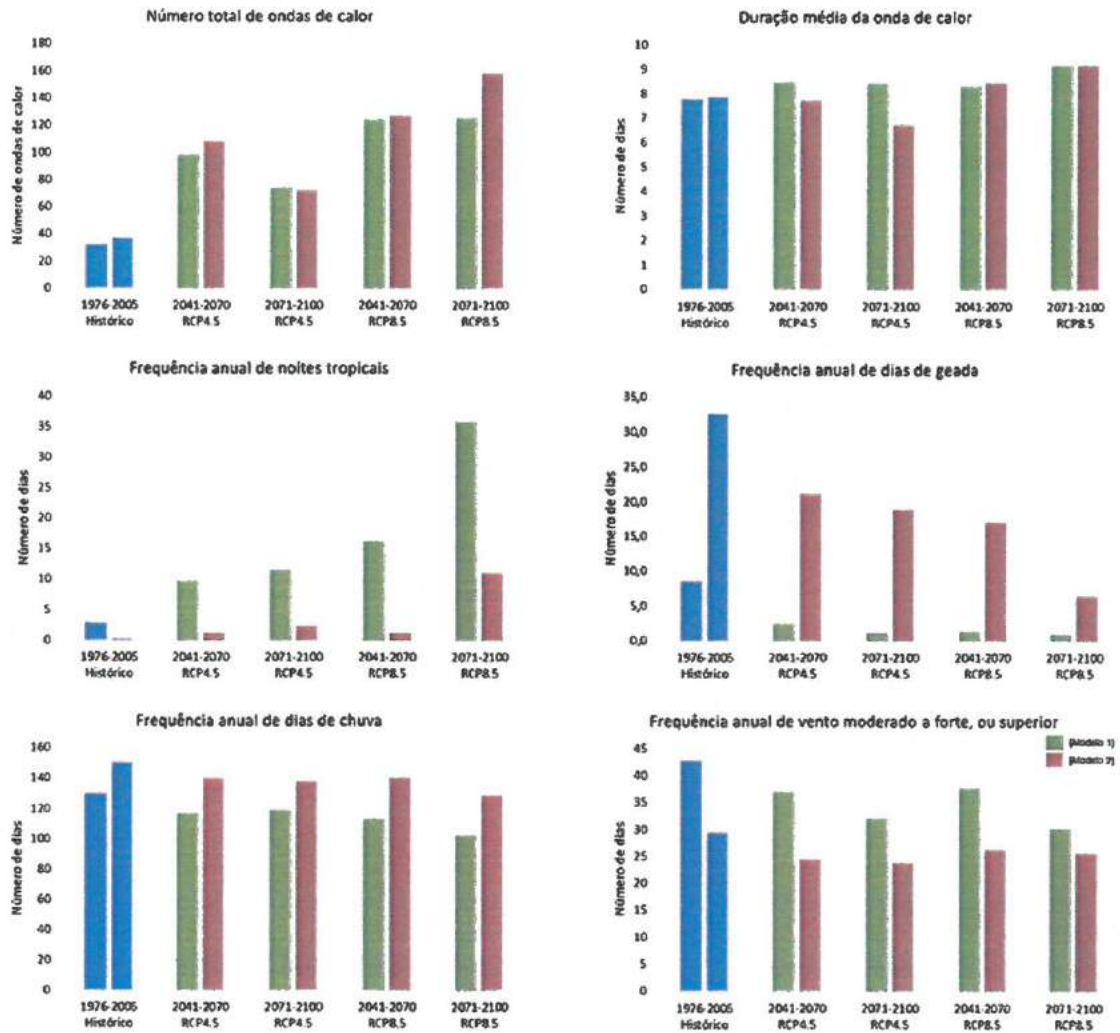 Número total de ondas de calor
Número de ondas de calor
180
160
140
120
100
80
60
40
20
0
1976-2005 2041-2070 2071-2100 2041-2070 2071-2100
Histórico RCP4.5 RCP4.5 RCP8.5 RCP8.5
Duração média da onda de calor
Número de dias
10
9
8
7
6
5
4
3
2
1
0
1976-2005 2041-2070 2071-2100 2041-2070 2071-2100
Histórico RCP4.5 RCP4.5 RCP8.5 RCP8.5
Frequência anual de noites tropicais
Número de dias
40
35
30
25
20
15
10
5
0
1976-2005 2041-2070 2071-2100 2041-2070 2071-2100
Histórico RCP4.5 RCP4.5 RCP8.5 RCP8.5
Frequência anual de dias de geada
Número de dias
35,0
30,0
25,0
20,0
15,0
10,0
5,0
0,0
1976-2005 2041-2070 2071-2100 2041-2070 2071-2100
Histórico RCP4.5 RCP4.5 RCP8.5 RCP8.5
Frequência anual de dias de chuva
Número de dias
160
140
120
100
80
60
40
20
0
1976-2005 2041-2070 2071-2100 2041-2070 2071-2100
Histórico RCP4.5 RCP4.5 RCP8.5 RCP8.5
Frequência anual de vento moderado a forte, ou superior
[Modelo 1]
[Modelo 2]
Número de dias
45
40
35
30
25
20
15
10
5
0
1976-2005 2041-2070 2071-2100 2041-2070 2071-2100
Histórico RCP4.5 RCP4.5 RCP8.5 RCP8.5